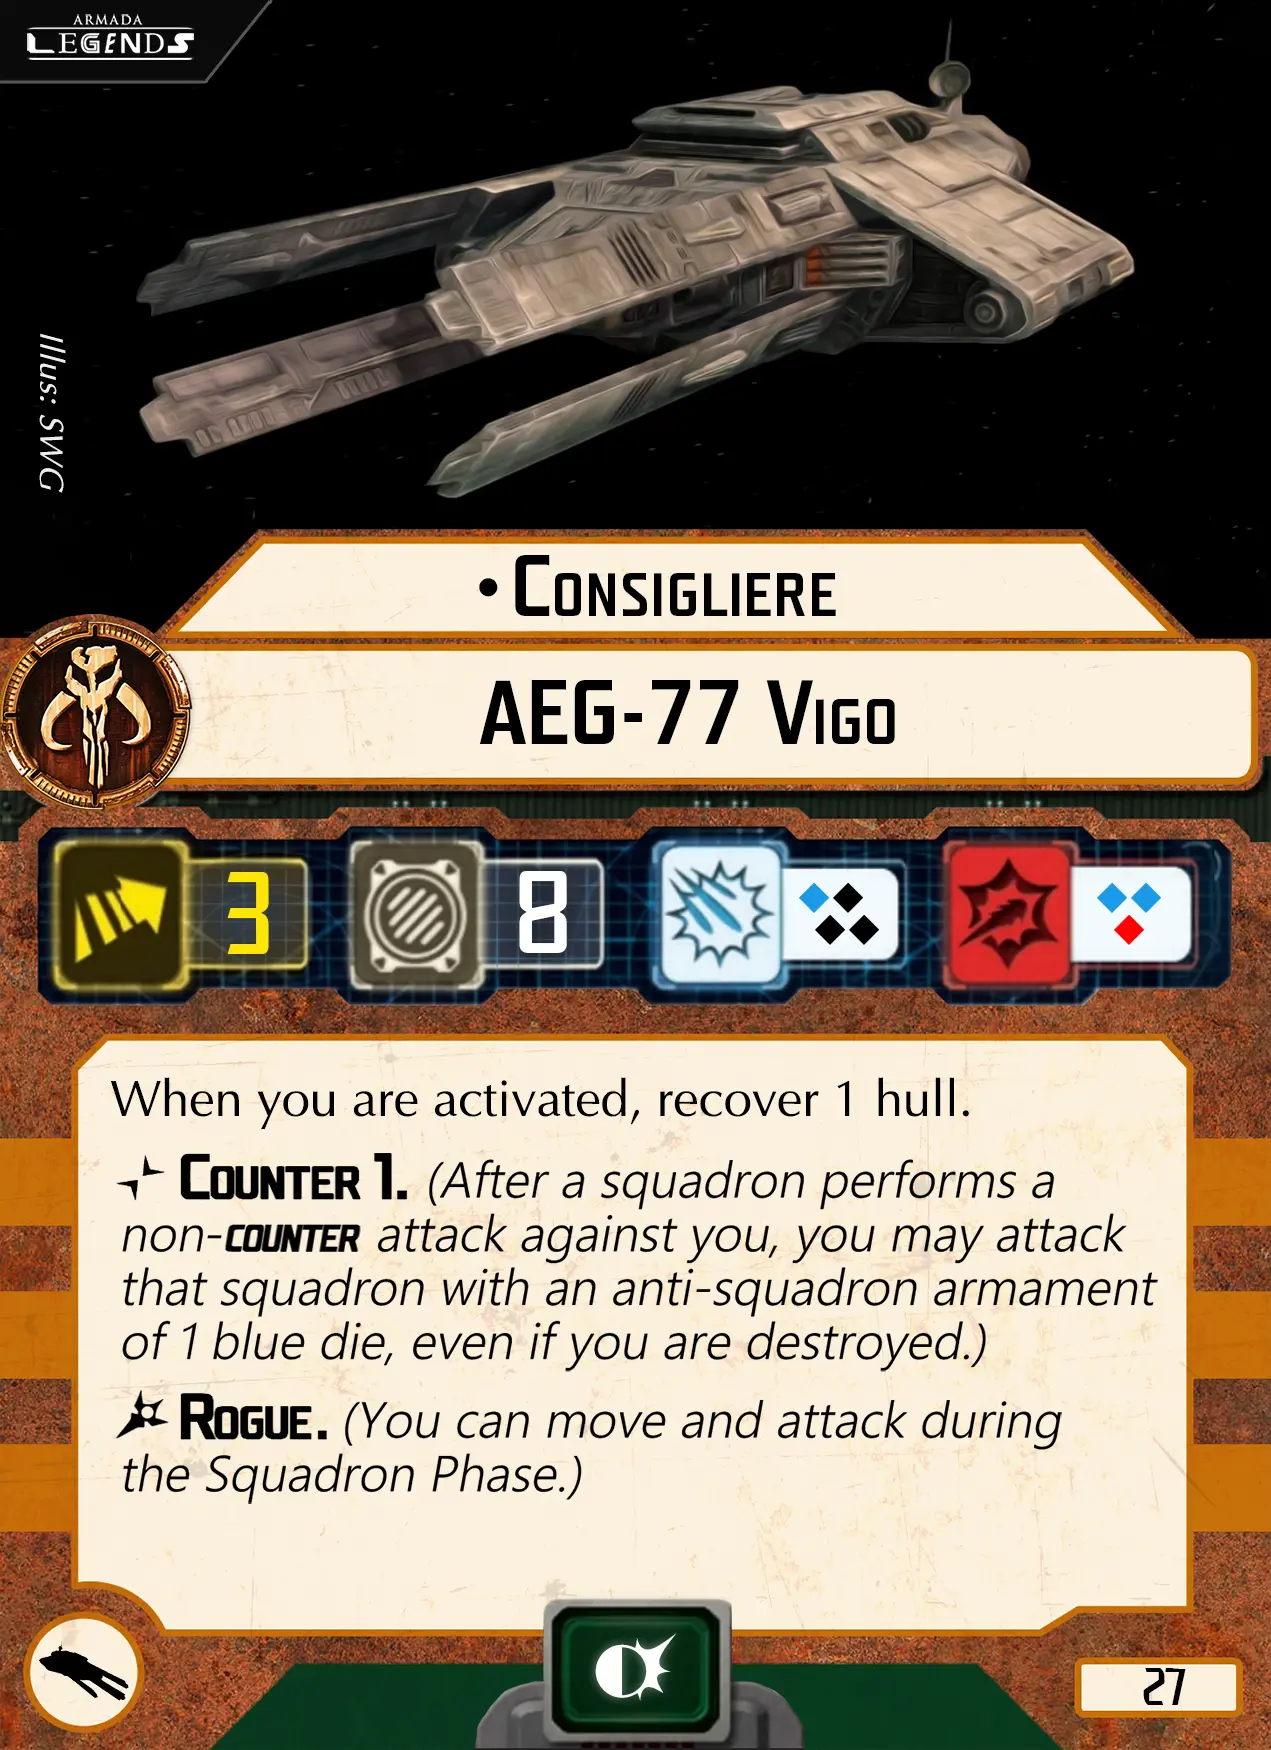 ARMADA
LEGENDS
Illus: SWG
• Consigliere
AEG-77 Vigo
3
8
When you are activated, recover 1 hull.
Counter 1. (After a squadron performs a
non-counter attack against you, you may attack
that squadron with an anti-squadron armament
of 1 blue die, even if you are destroyed.)
Rogue. (You can move and attack during
the Squadron Phase.)
27